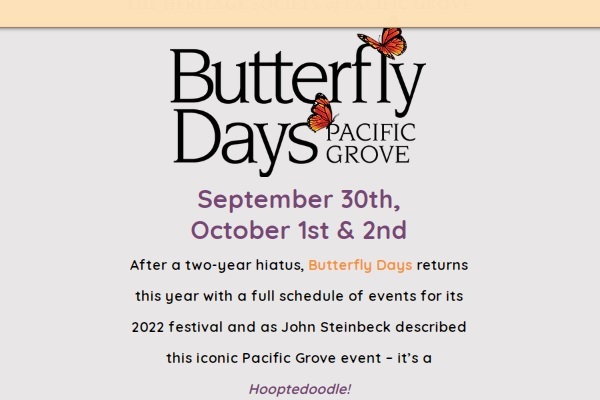 Butterfly
Days PACIFIC
GROVE
September 30th,
October 1st & 2nd
After a two-year hiatus, Butterfly Days returns
this year with a full schedule of events for its
2022 festival and as John Steinbeck described
this iconic Pacific Grove event – it's a
Hooptedoodle!